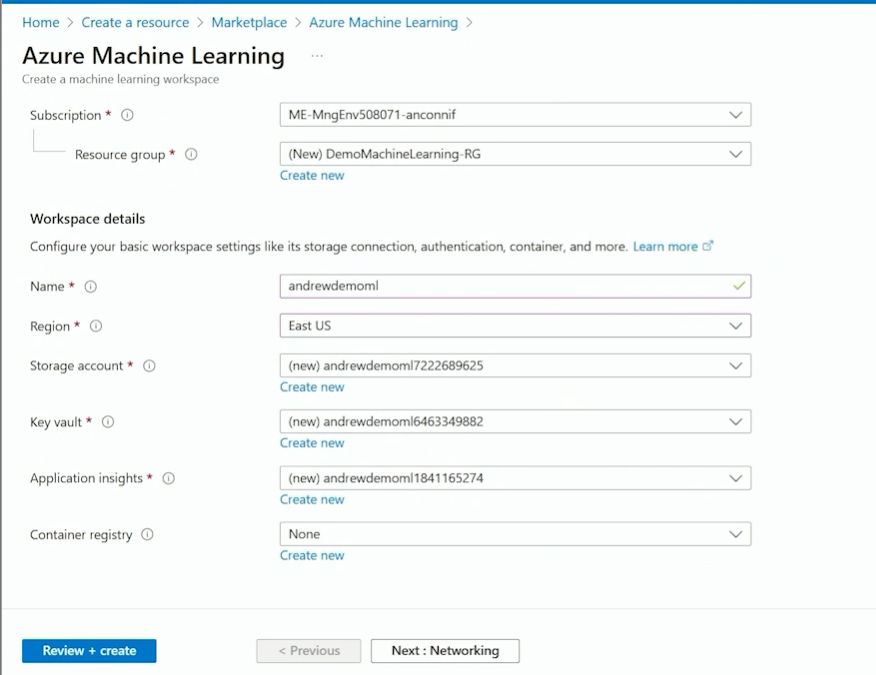 Home > Create a resource > Marketplace > Azure Machine Learning >
Azure Machine Learning ...
Create a machine learning workspace
Subscription * ME-MngEnv508071-anconnif
Resource group * (New) DemoMachineLearning-RG
Create new
Workspace details
Configure your basic workspace settings like its storage connection, authentication, container, and more. Learn more
Name * andrewdemoml
Region * East US
Storage account * (new) andrewdemoml7222689625
Create new
Key vault * (new) andrewdemoml6463349882
Create new
Application insights * (new) andrewdemoml1841165274
Create new
Container registry None
Create new
Review + create < Previous Next : Networking